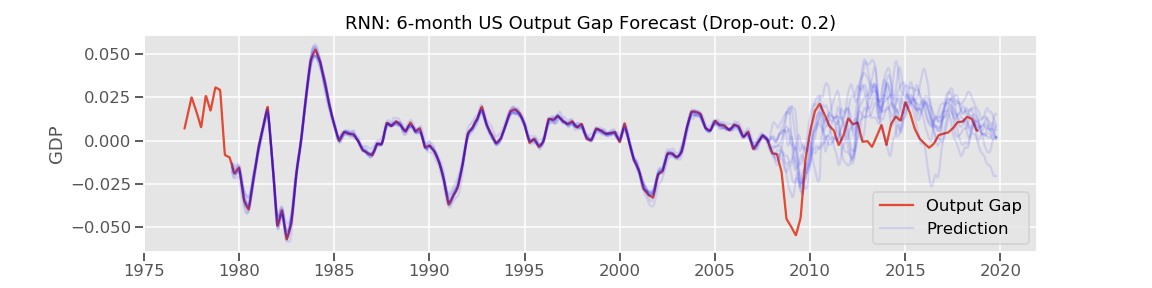 RNN: 6-month US Output Gap Forecast (Drop-out: 0.2)
0.050
0.025
0.000
−0.025
−0.050
GDP
Output Gap
Prediction
1975 1980 1985 1990 1995 2000 2005 2010 2015 2020